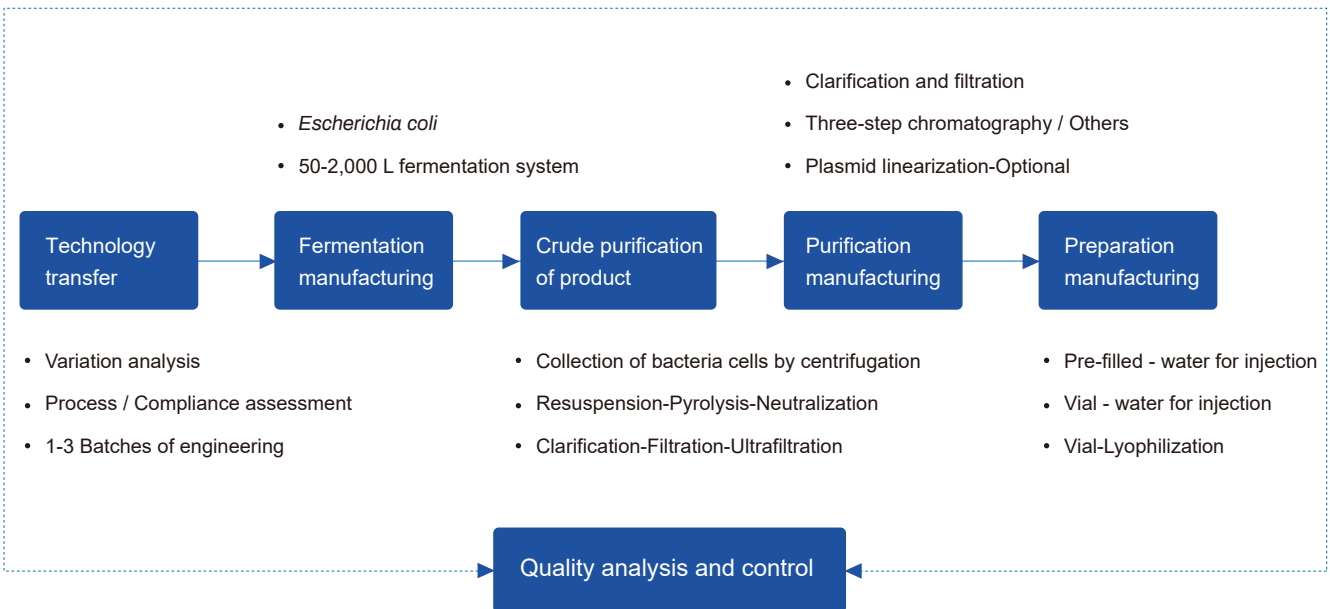 Clarification and filtration
Three-step chromatography / Others
Plasmid linearization-Optional
Escherichia coli
50-2,000 L fermentation system
Technology
transfer
Fermentation
manufacturing
Crude purification
of product
Purification
manufacturing
Preparation
manufacturing
Variation analysis
Process / Compliance assessment
1-3 Batches of engineering
Collection of bacteria cells by centrifugation
Resuspension-Pyrolysis-Neutralization
Clarification-Filtration-Ultrafiltration
Pre-filled - water for injection
Vial - water for injection
Vial-Lyophilization
Quality analysis and control